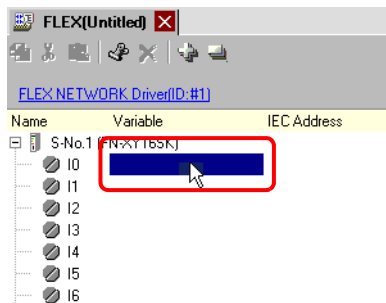 FLEX(Untitled)
FLEX NETWORK Driver(ID:#1)
Name Variable IEC Address
S-No.1 (FN-XY16SK)
I0
I1
I2
I3
I4
I5
I6